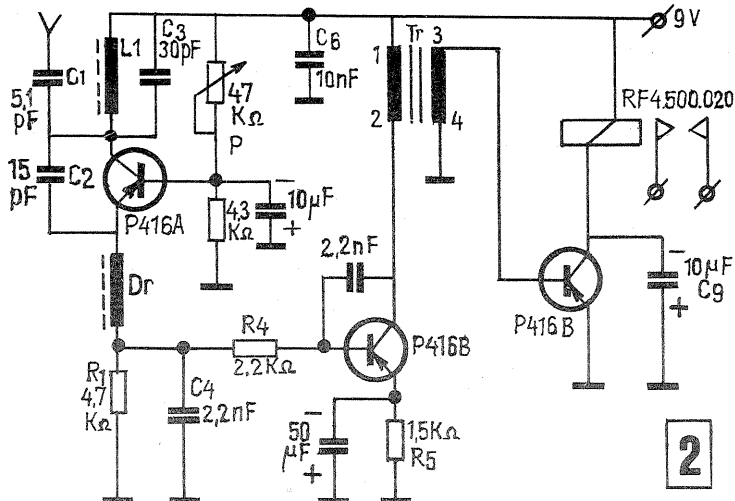 C1
5,1
pF
L1
C3
30pF
47
KΩ
P
C6
10nF
Tr
1
3
2
4
9V
RF4.500.020
15
pF
C2
P416A
4,3
KΩ
−
10μF
+
Dr
2,2nF
P416B
−
10μF
C9
+
R4
2,2KΩ
P416B
R1
4,7
KΩ
C4
2,2nF
−
50
μF
+
1,5KΩ
R5
2